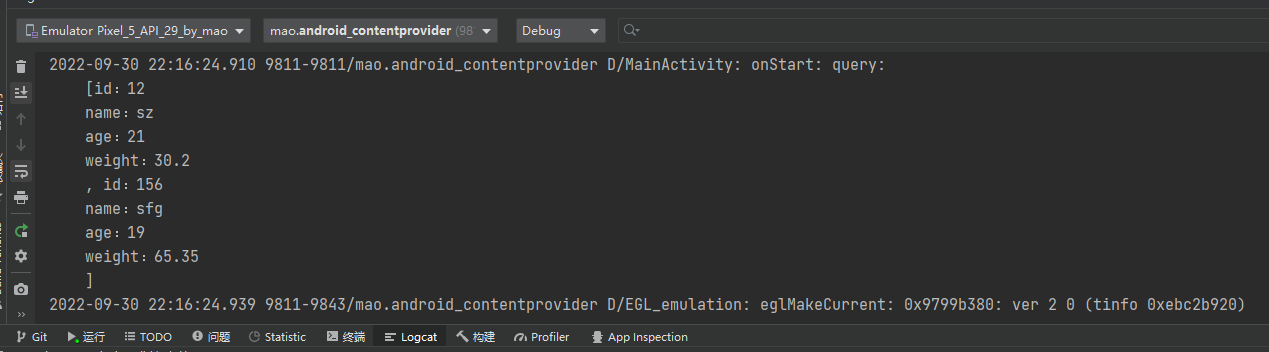 Emulator Pixel_5_API_29_by_mao
mao.android_contentprovider (98
Debug
2022-09-30 22:16:24.910 9811-9811/mao.android_contentprovider D/MainActivity: onStart: query:
[id：12
name：sz
age：21
weight：30.2
, id：156
name：sfg
age：19
weight：65.35
]
2022-09-30 22:16:24.939 9811-9843/mao.android_contentprovider D/EGL_emulation: eglMakeCurrent: 0x9799b380: ver 2 0 (tinfo 0xebc2b920)
Git 运行 TODO 问题 Statistic 终端 Logcat 构建 Profiler App Inspection